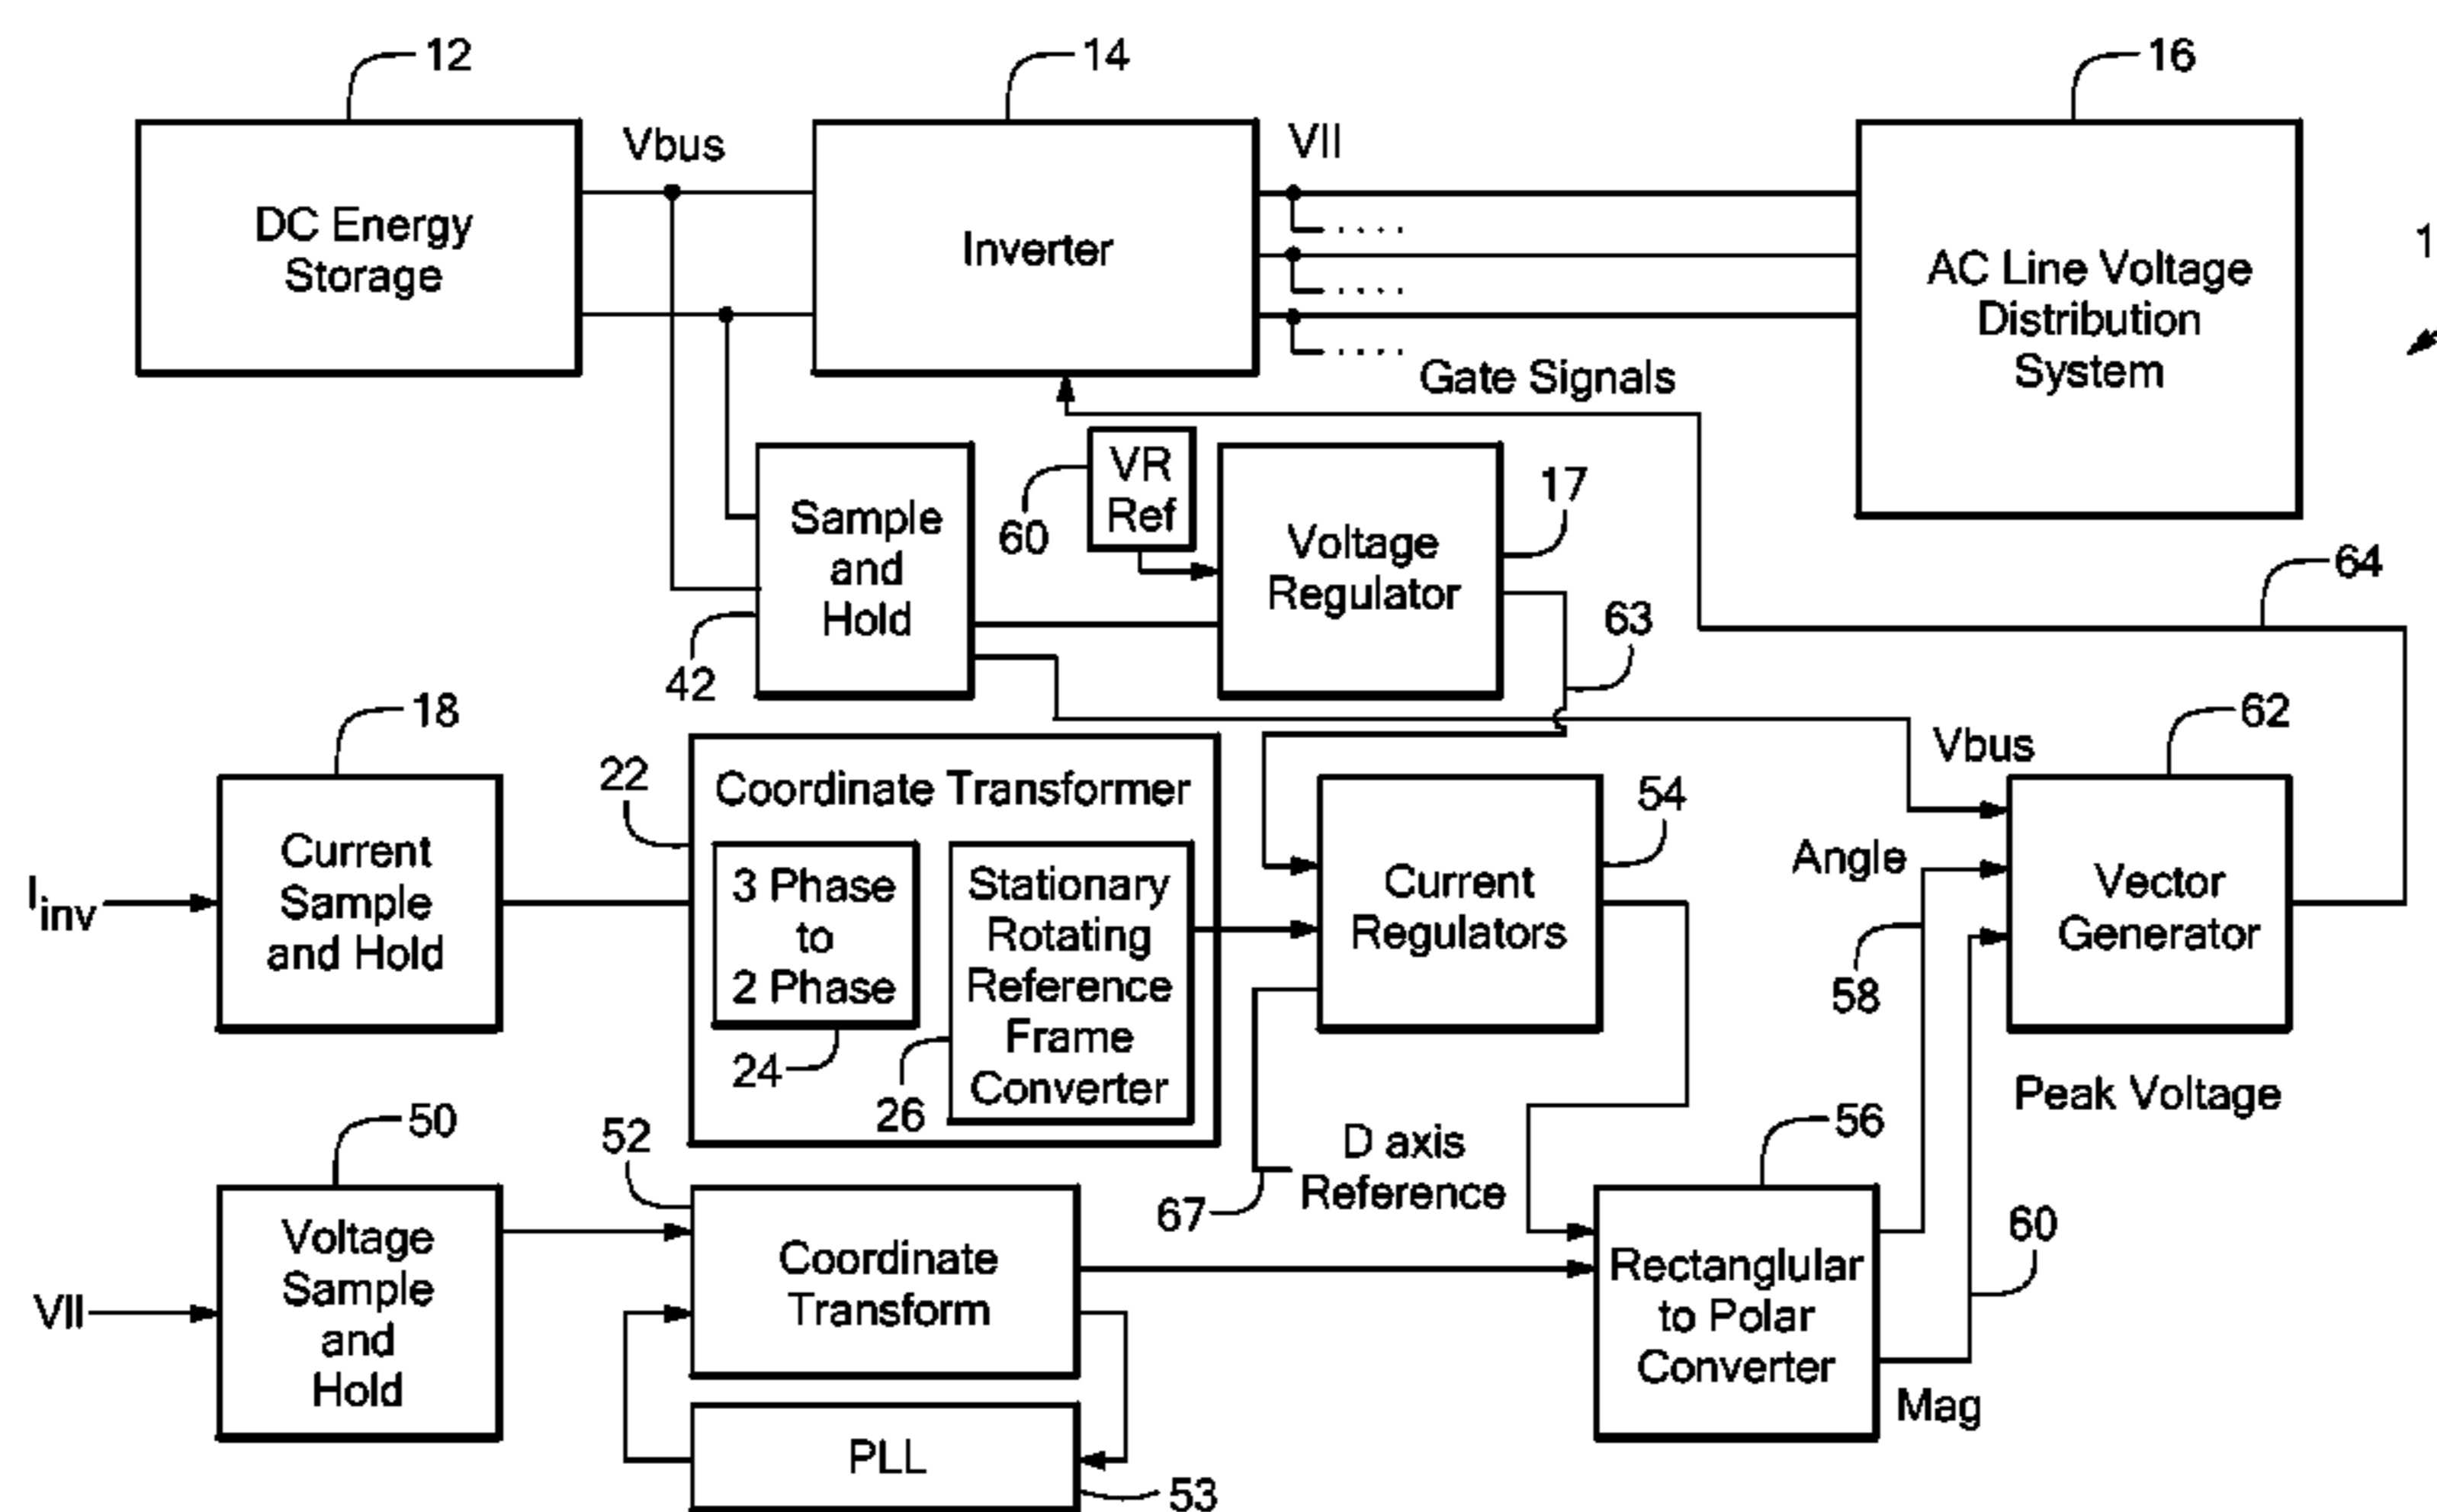 12
14
16
Vbus
Vll
DC Energy
Storage
Inverter
AC Line Voltage
Distribution
System
1
Gate Signals
VR
Ref
60
17
Sample
and
Hold
42
Voltage
Regulator
63
64
18
22
Coordinate Transformer
Vbus
62
54
Current
Sample
and Hold
I inv
3 Phase
to
2 Phase
24
Stationary
Rotating
Reference
Frame
Converter
26
Current
Regulators
Angle
58
Vector
Generator
Peak Voltage
50
52
D axis
Reference
67
56
60
Voltage
Sample
and
Hold
Vll
Coordinate
Transform
Rectanglular
to Polar
Converter
Mag
PLL
53